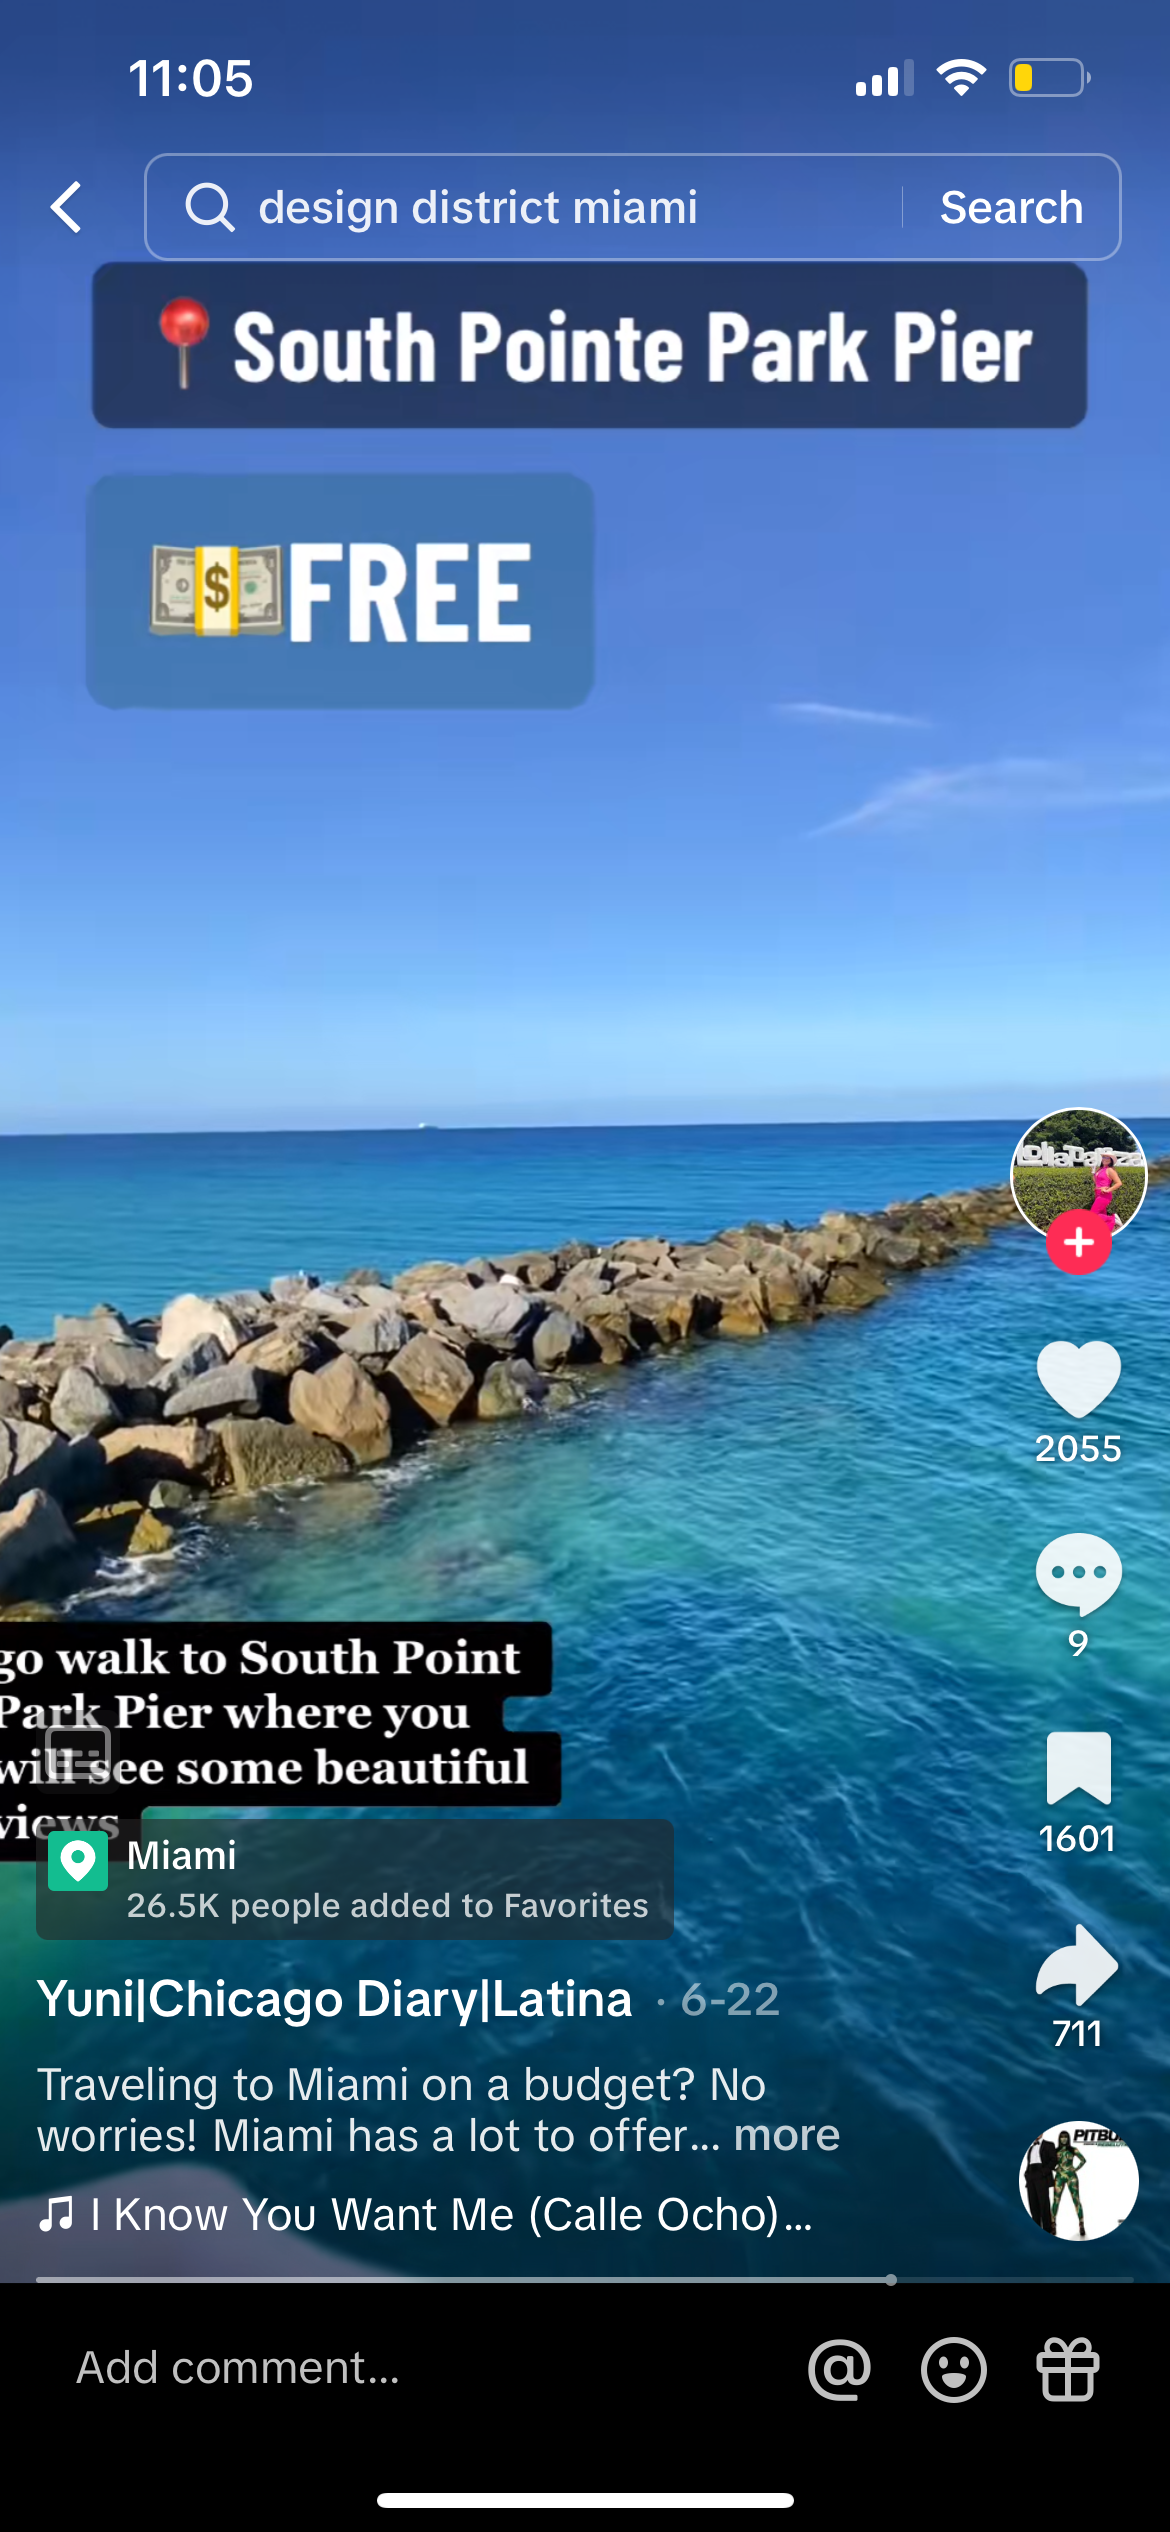 11:05
design district miami Search
South Pointe Park Pier
FREE
go walk to South Point
Park Pier where you
will see some beautiful
views
Miami
26.5K people added to Favorites
Yuni|Chicago Diary|Latina · 6-22
Traveling to Miami on a budget? No
worries! Miami has a lot to offer... more
I Know You Want Me (Calle Ocho)...
2055
9
1601
711
PITBU
Add comment...